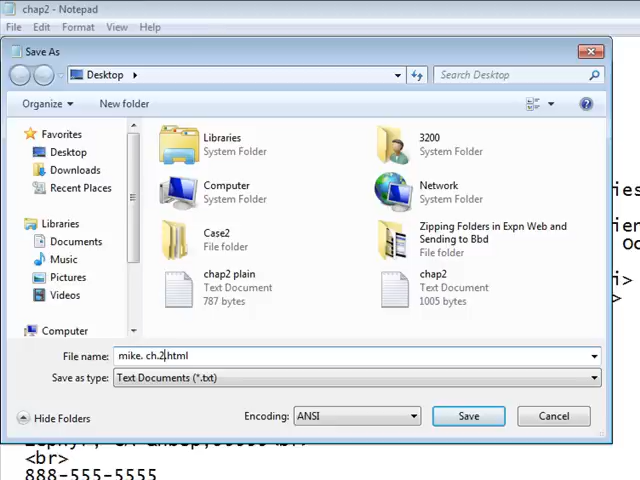 chap2 - Notepad
File Edit Format View Help
Save As
Desktop
Search Desktop
Organize New folder
Favorites
Desktop
Downloads
Recent Places
Libraries
Documents
Music
Pictures
Videos
Computer
Libraries
System Folder
3200
System Folder
Computer
System Folder
Network
System Folder
Case2
File folder
Zipping Folders in Expn Web and
Sending to Bbd
File folder
chap2 plain
Text Document
787 bytes
chap2
Text Document
1005 bytes
File name: mike. ch.2.html
Save as type: Text Documents (*.txt)
Hide Folders
Encoding: ANSI
Save
Cancel
<br>
888-555-5555